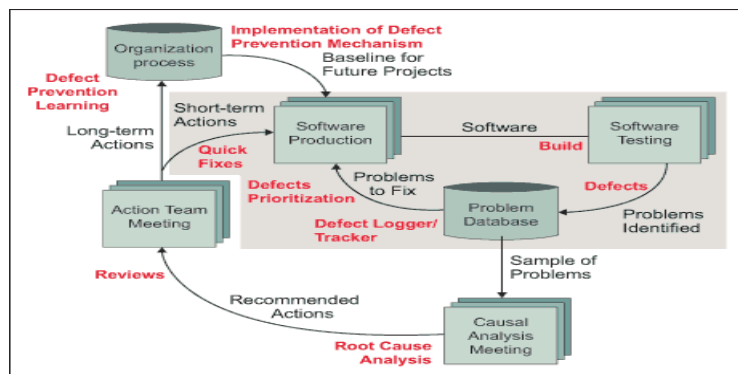 Organization
process
Implementation of Defect
Prevention Mechanism
Baseline for
Future Projects
Defect
Prevention
Learning
Short-term
Actions
Long-term
Actions
Quick
Fixes
Software
Production
Software
Build
Software
Testing
Defects
Prioritization
Problems
to Fix
Defects
Problem
Database
Problems
Identified
Defect Logger/
Tracker
Action Team
Meeting
Reviews
Sample of
Problems
Recommended
Actions
Root Cause
Analysis
Causal
Analysis
Meeting